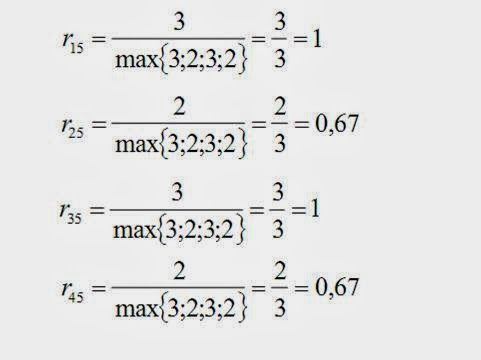 r₁₅ = 3 / max{3;2;3;2} = 3/3 = 1
r₂₅ = 2 / max{3;2;3;2} = 2/3 = 0,67
r₃₅ = 3 / max{3;2;3;2} = 3/3 = 1
r₄₅ = 2 / max{3;2;3;2} = 2/3 = 0,67